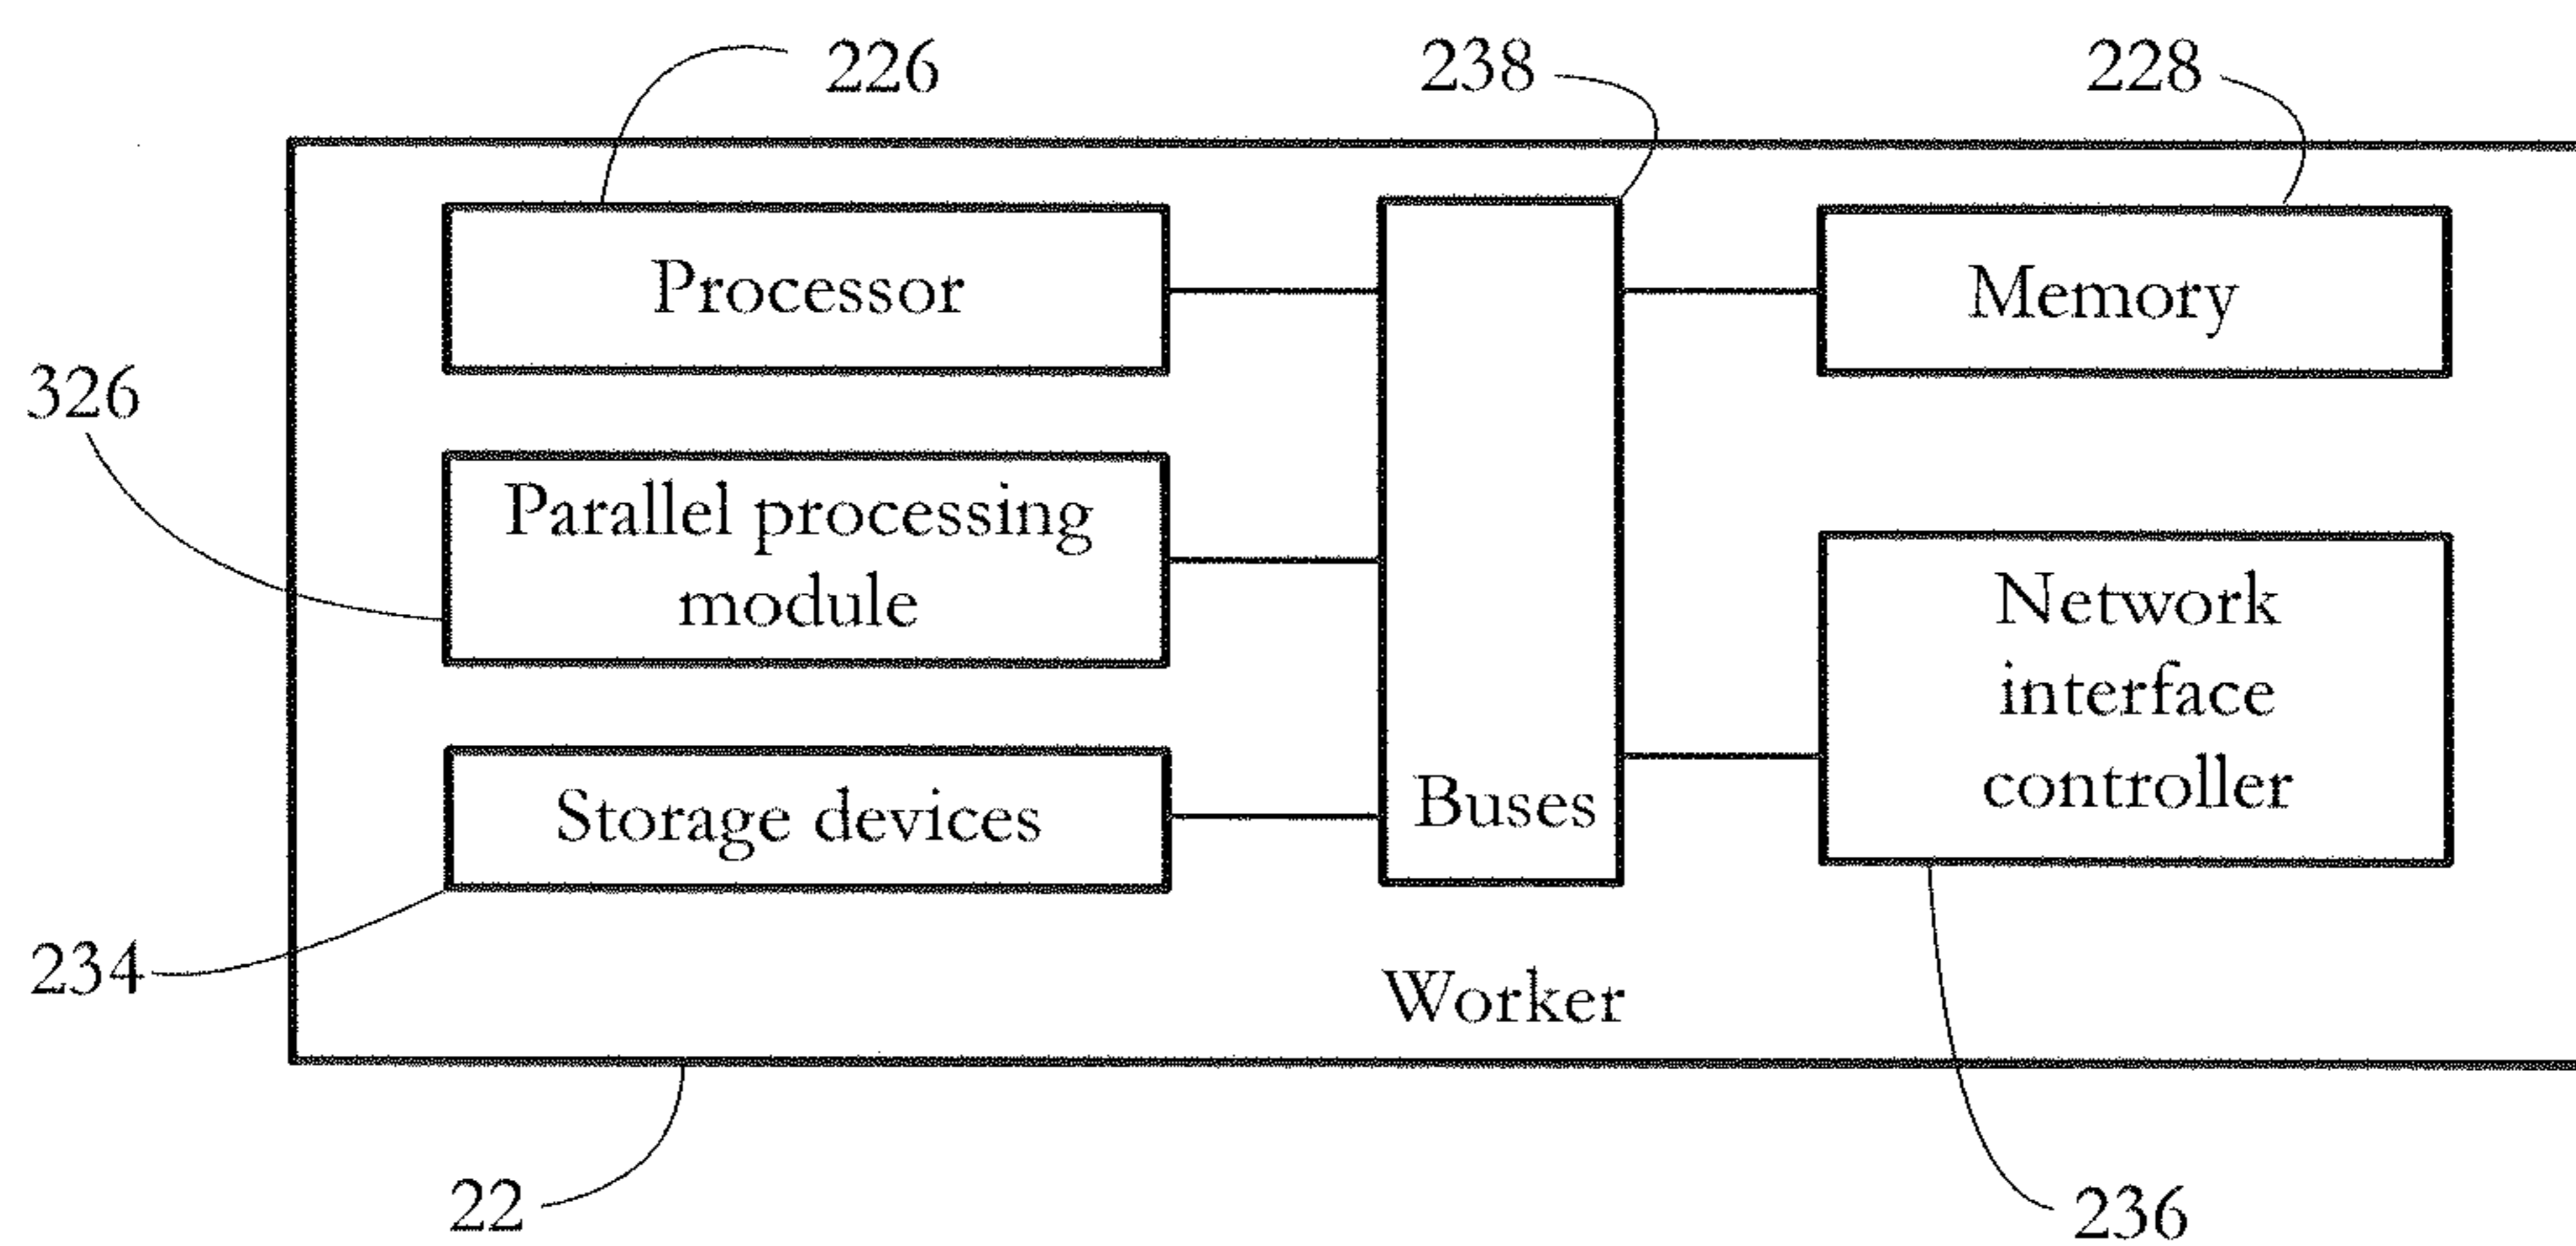 226
238
228
Processor
Memory
326
Parallel processing
module
Network
interface
controller
Storage devices
Buses
234
Worker
22
236